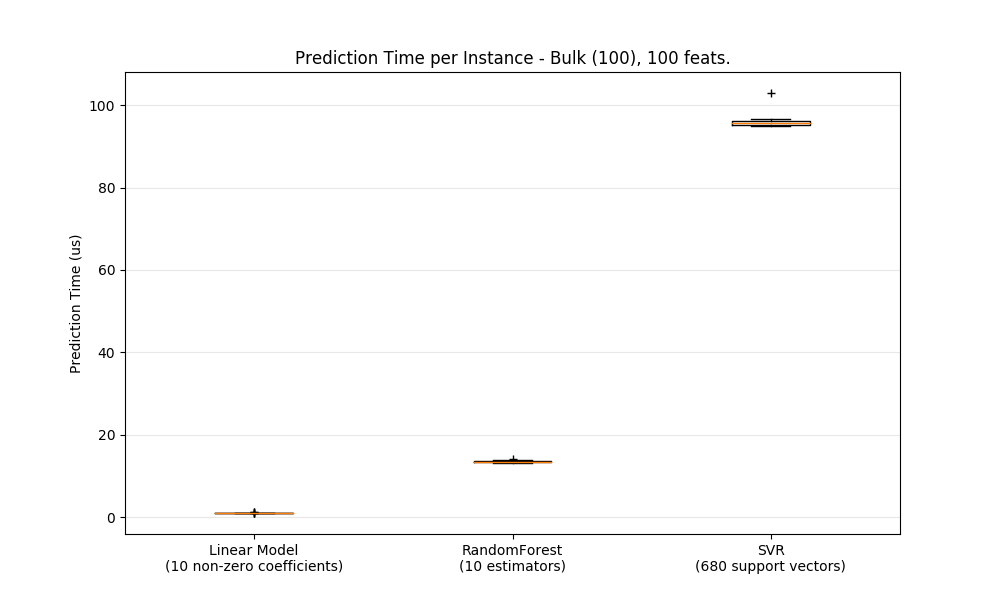 Prediction Time per Instance - Bulk (100), 100 feats.
Prediction Time (us)
100
80
60
40
20
0
Linear Model
(10 non-zero coefficients)
RandomForest
(10 estimators)
SVR
(680 support vectors)